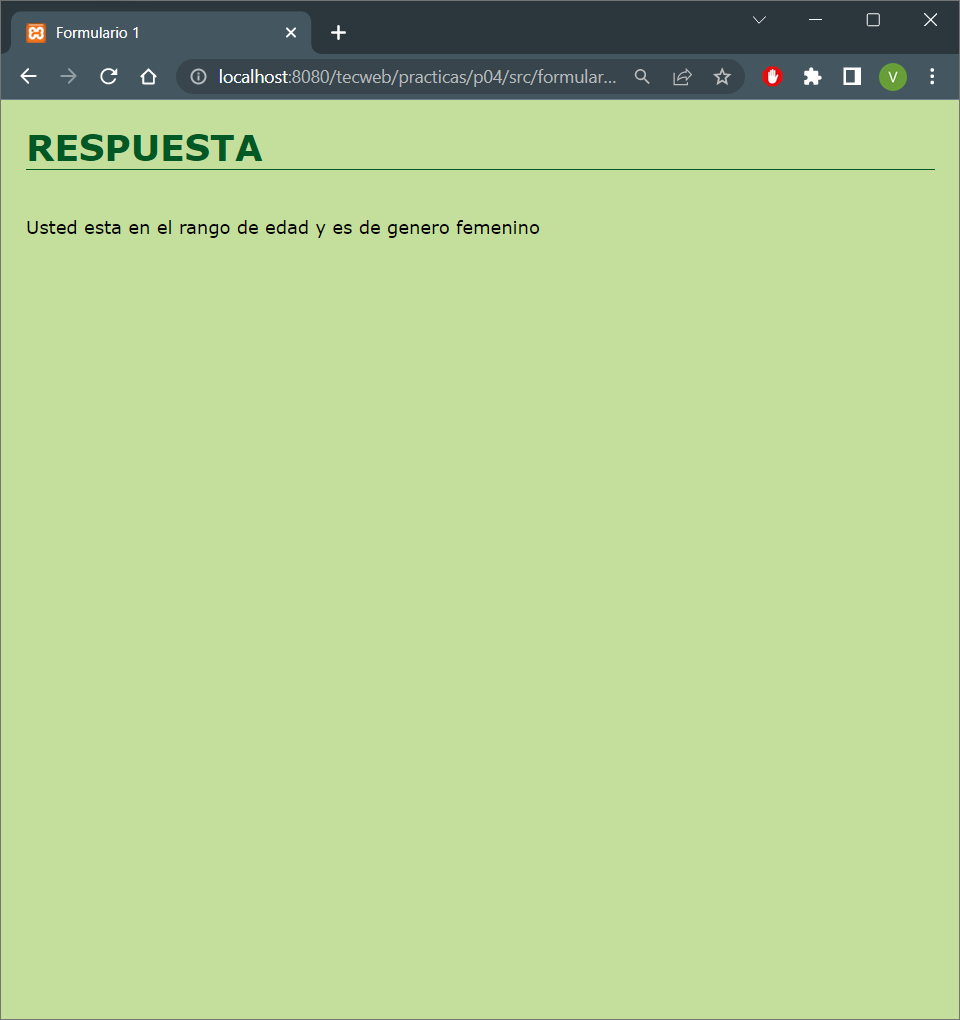 Formulario 1
localhost:8080/tecweb/practicas/p04/src/formular...
V
RESPUESTA
Usted esta en el rango de edad y es de genero femenino